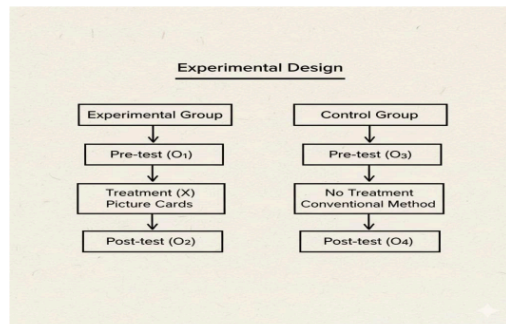 Experimental Design
Experimental Group
Pre-test (O₁)
Treatment (X)
Picture Cards
Post-test (O₂)
Control Group
Pre-test (O₃)
No Treatment
Conventional Method
Post-test (O₄)